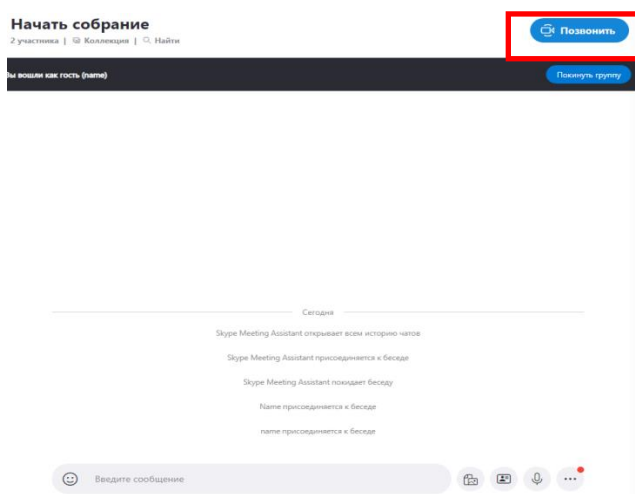 Начать собрание
2 участника | Коллекция | Найти
Позвонить
Вы вошли как гость (name)
Покинуть группу
Сегодня
Skype Meeting Assistant открывает всем историю чатов
Skype Meeting Assistant присоединяется к беседе
Skype Meeting Assistant покидает беседу
Name присоединяется к беседе
name присоединяется к беседе
Введите сообщение